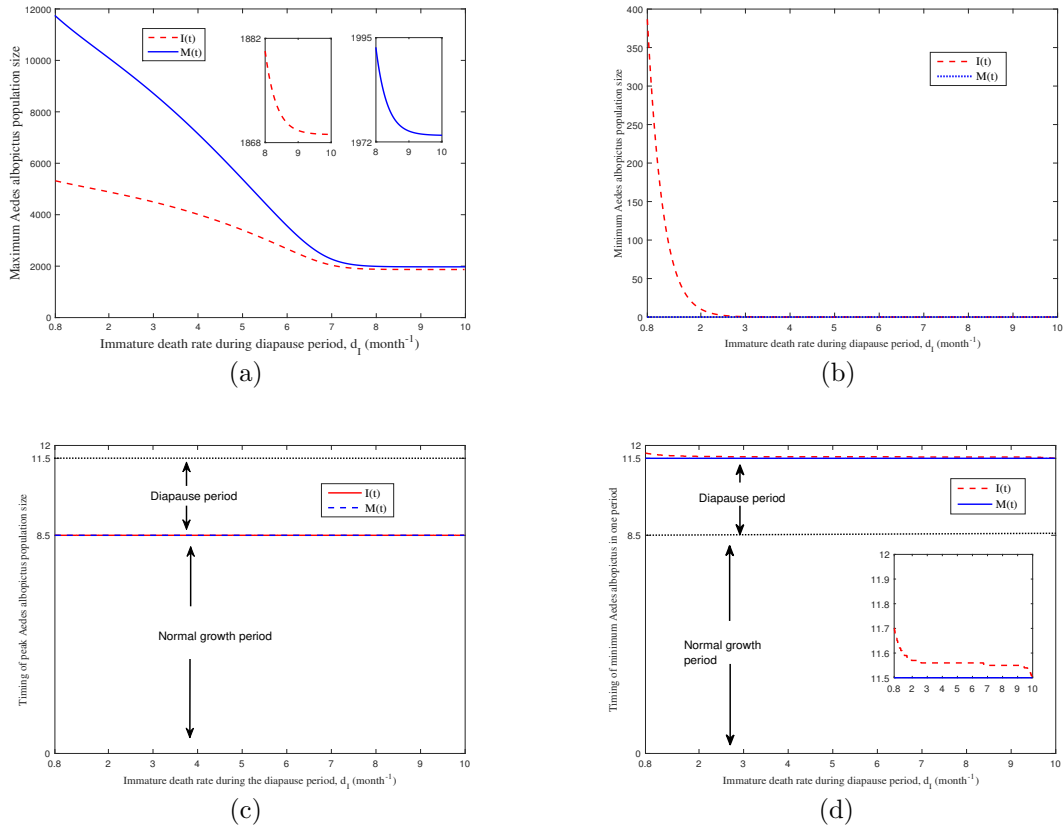 Maximum Aedes albopictus population size
12000
10000
8000
6000
4000
2000
0
I(t)
M(t)
1882
1868
8 9 10
1995
1972
8 9 10
0.8 2 3 4 5 6 7 8 9 10
Immature death rate during diapause period, d_I (month^-1)
(a)
Minimum Aedes albopictus population size
400
350
300
250
200
150
100
50
0
I(t)
M(t)
0.8 2 3 4 5 6 7 8 9 10
Immature death rate during diapause period, d_I (month^-1)
(b)
Timing of peak Aedes albopictus population size
12
11.5
8.5
0
I(t)
M(t)
Diapause period
Normal growth period
0.8 2 3 4 5 6 7 8 9 10
Immature death rate during the diapause period, d_I (month^-1)
(c)
Timing of minimum Aedes albopictus in one period
12
11.5
8.5
0
I(t)
M(t)
Diapause period
Normal growth
period
12
11.9
11.8
11.7
11.6
11.5
0.8 2 3 4 5 6 7 8 9 10
0.8 2 3 4 5 6 7 8 9 10
Immature death rate during diapause period, d_I (month^-1)
(d)